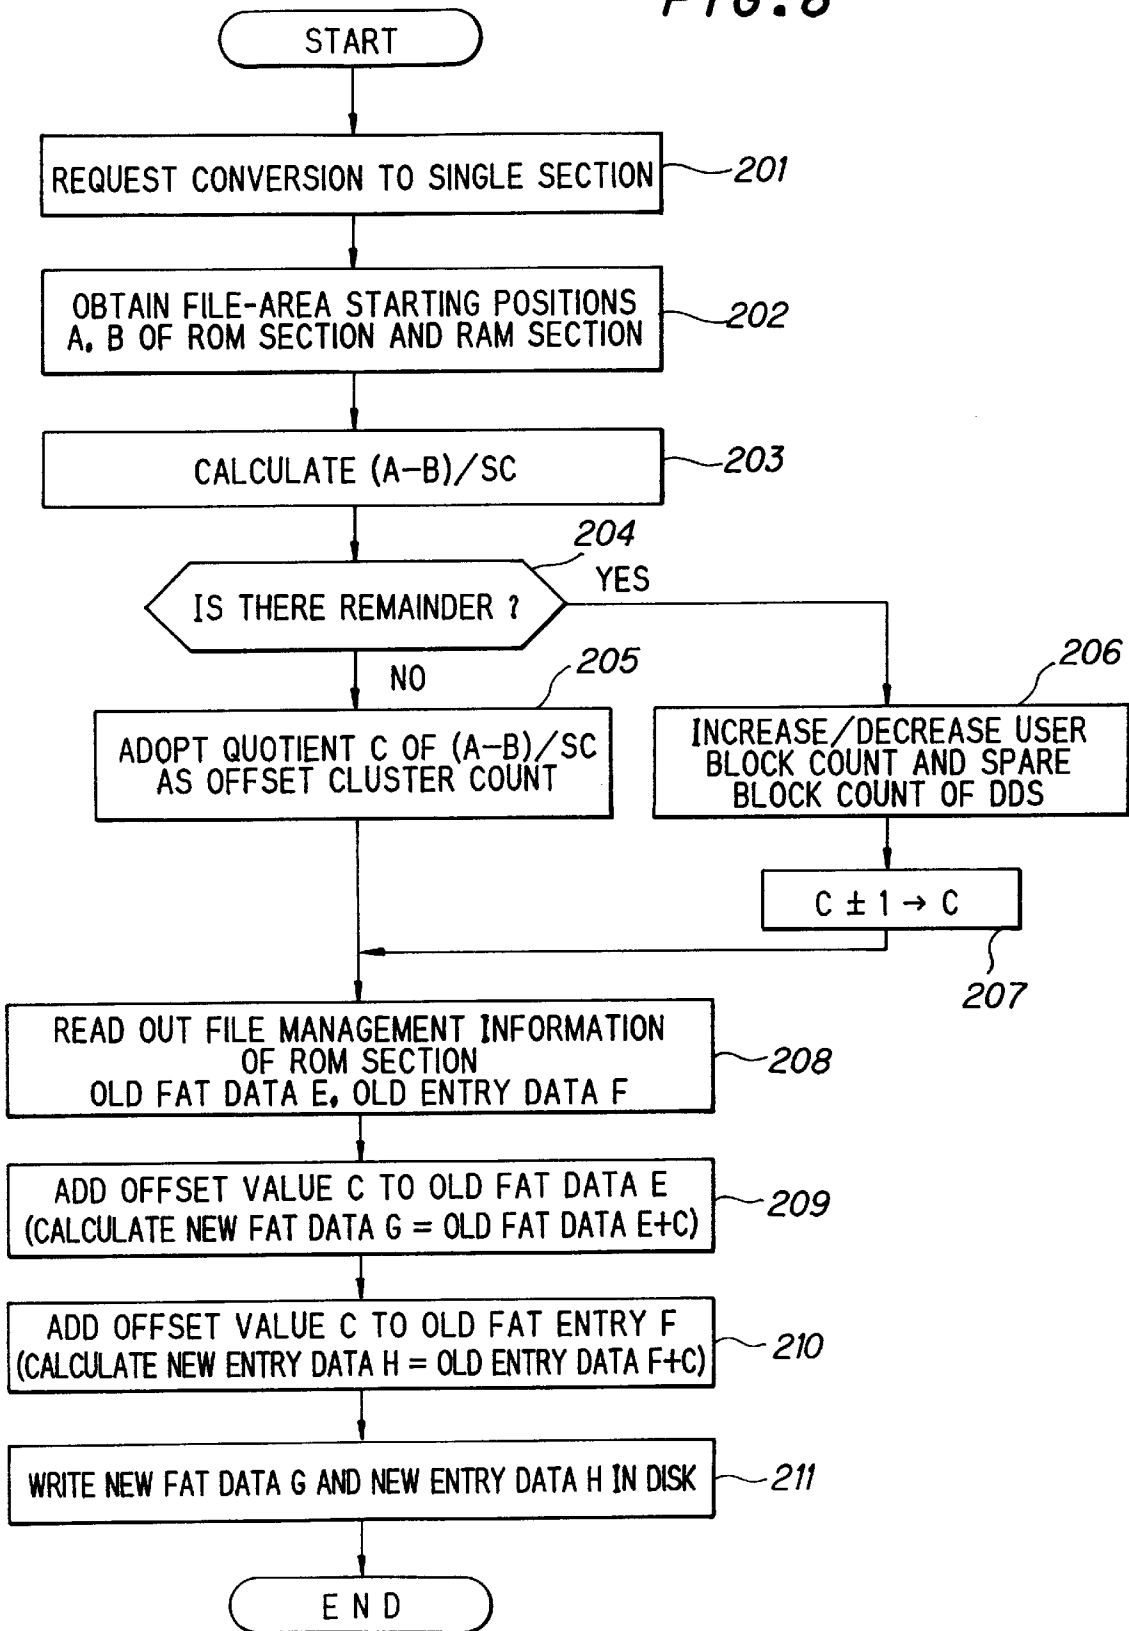 FIG.8
START
REQUEST CONVERSION TO SINGLE SECTION
201
OBTAIN FILE-AREA STARTING POSITIONS
A, B OF ROM SECTION AND RAM SECTION
202
CALCULATE (A-B)/SC
203
204
IS THERE REMAINDER ?
YES
NO
205
ADOPT QUOTIENT C OF (A-B)/SC
AS OFFSET CLUSTER COUNT
206
INCREASE/DECREASE USER
BLOCK COUNT AND SPARE
BLOCK COUNT OF DDS
C ± 1 → C
207
READ OUT FILE MANAGEMENT INFORMATION
OF ROM SECTION
OLD FAT DATA E, OLD ENTRY DATA F
208
ADD OFFSET VALUE C TO OLD FAT DATA E
(CALCULATE NEW FAT DATA G = OLD FAT DATA E+C)
209
ADD OFFSET VALUE C TO OLD FAT ENTRY F
(CALCULATE NEW ENTRY DATA H = OLD ENTRY DATA F+C)
210
WRITE NEW FAT DATA G AND NEW ENTRY DATA H IN DISK
211
END